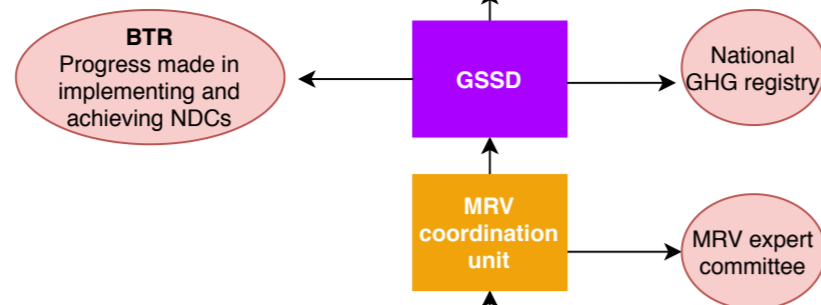 BTR
Progress made in
implementing and
achieving NDCs
GSSD
National
GHG registry
MRV
coordination
unit
MRV expert
committee